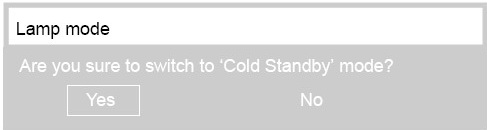 Lamp mode
Are you sure to switch to ‘Cold Standby’ mode?
Yes No